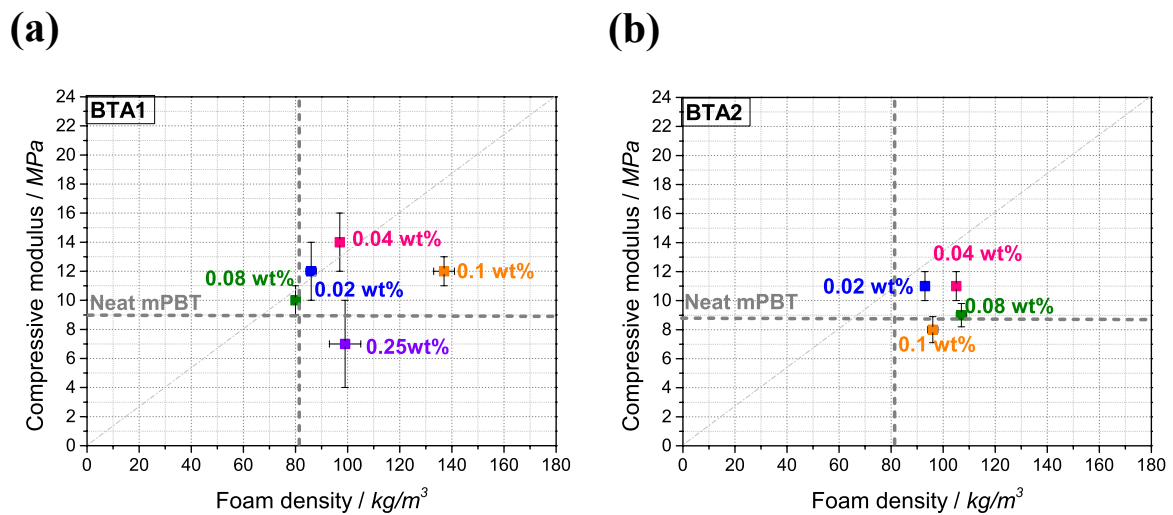 (a)
(b)
BTA1
24
22
20
18
16
14
12
10
8
6
4
2
0
Compressive modulus / MPa
0.04 wt%
0.1 wt%
0.08 wt%
0.02 wt%
Neat mPBT
0.25wt%
0 20 40 60 80 100 120 140 160 180
Foam density / kg/m³
BTA2
24
22
20
18
16
14
12
10
8
6
4
2
0
Compressive modulus / MPa
0.04 wt%
0.02 wt%
0.08 wt%
Neat mPBT
0.1 wt%
0 20 40 60 80 100 120 140 160 180
Foam density / kg/m³